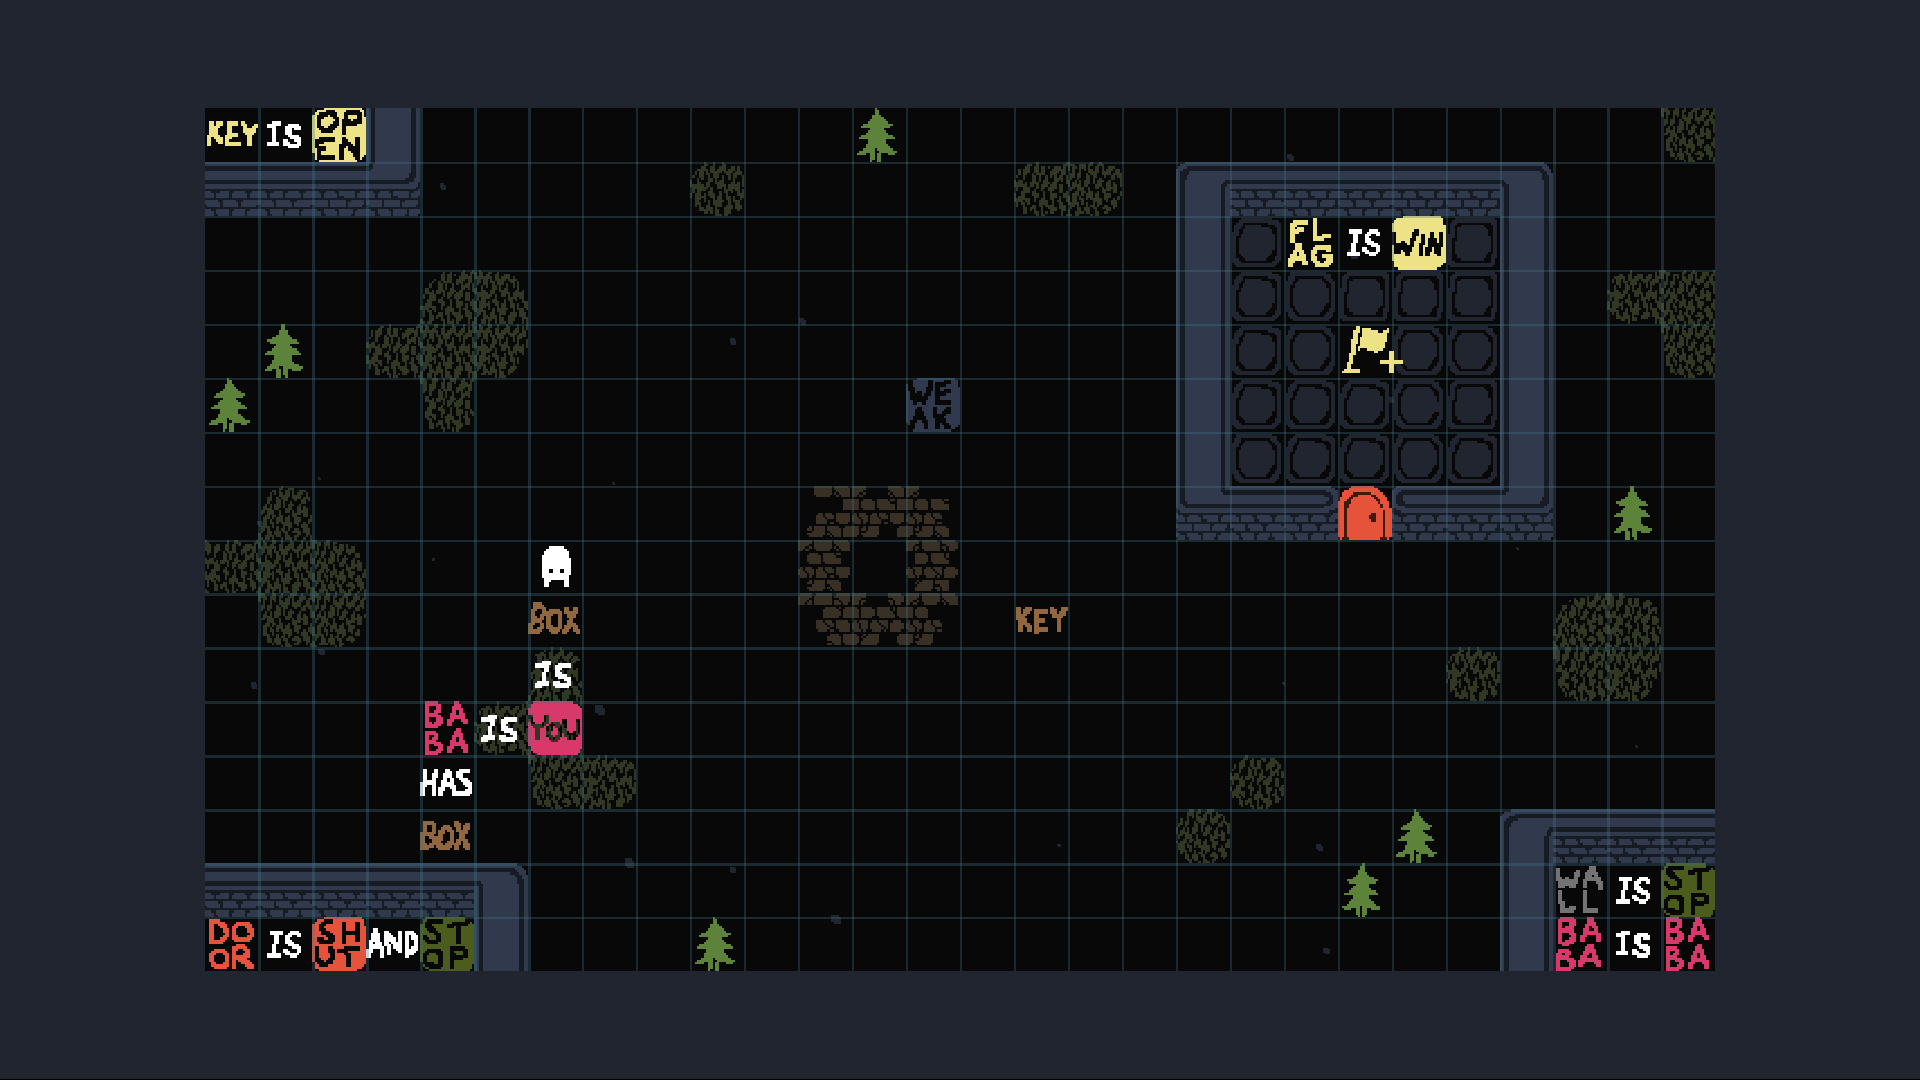 KEY IS OPEN
FLAG IS WIN
WEAK
BOX
KEY
IS
BABA IS YOU
HAS
BOX
WALL IS STOP
DOOR IS SHUT AND STOP
BABA IS BABA